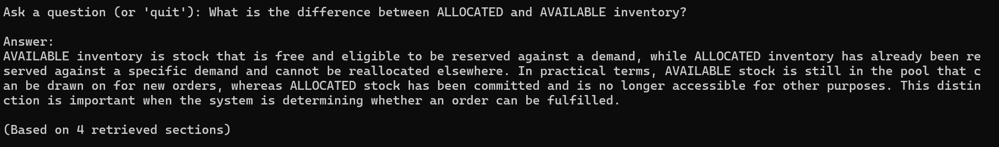 Ask a question (or 'quit'): What is the difference between ALLOCATED and AVAILABLE inventory?
Answer:
AVAILABLE inventory is stock that is free and eligible to be reserved against a demand, while ALLOCATED inventory has already been re
served against a specific demand and cannot be reallocated elsewhere. In practical terms, AVAILABLE stock is still in the pool that c
an be drawn on for new orders, whereas ALLOCATED stock has been committed and is no longer accessible for other purposes. This distin
ction is important when the system is determining whether an order can be fulfilled.
(Based on 4 retrieved sections)